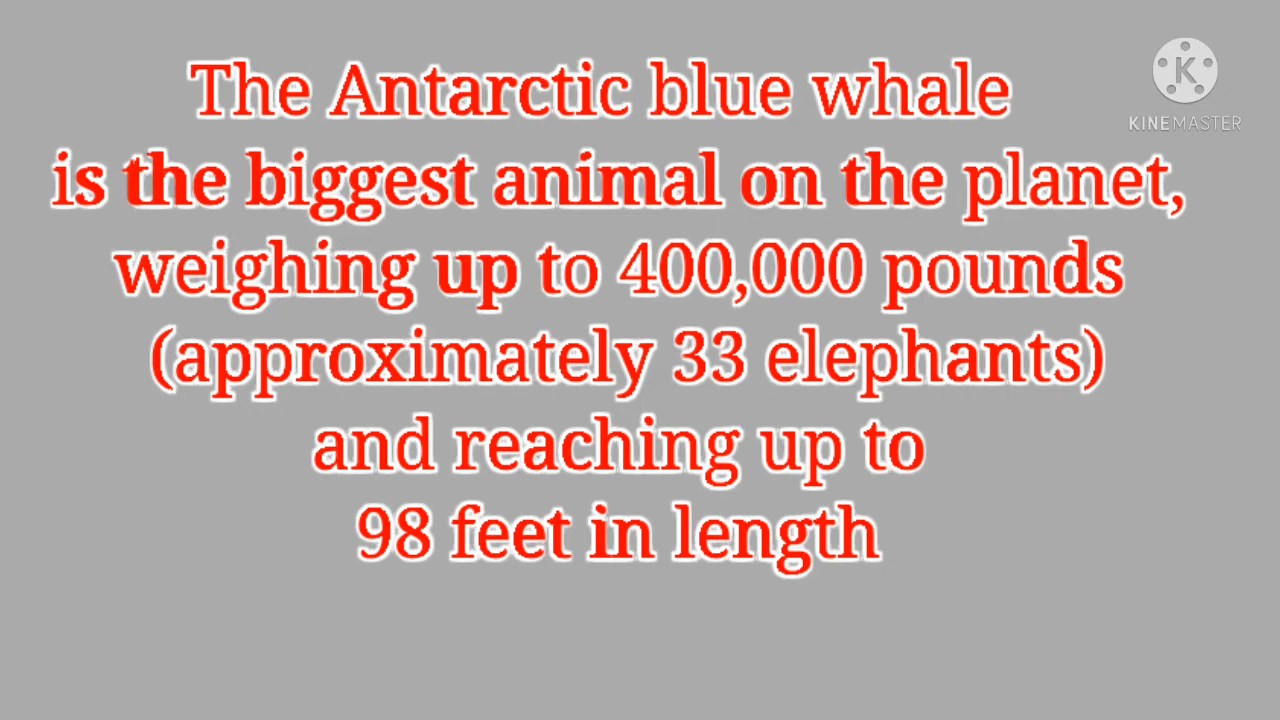 The Antarctic blue whale
is the biggest animal on the planet,
weighing up to 400,000 pounds
(approximately 33 elephants)
and reaching up to
98 feet in length
K
KINEMASTER